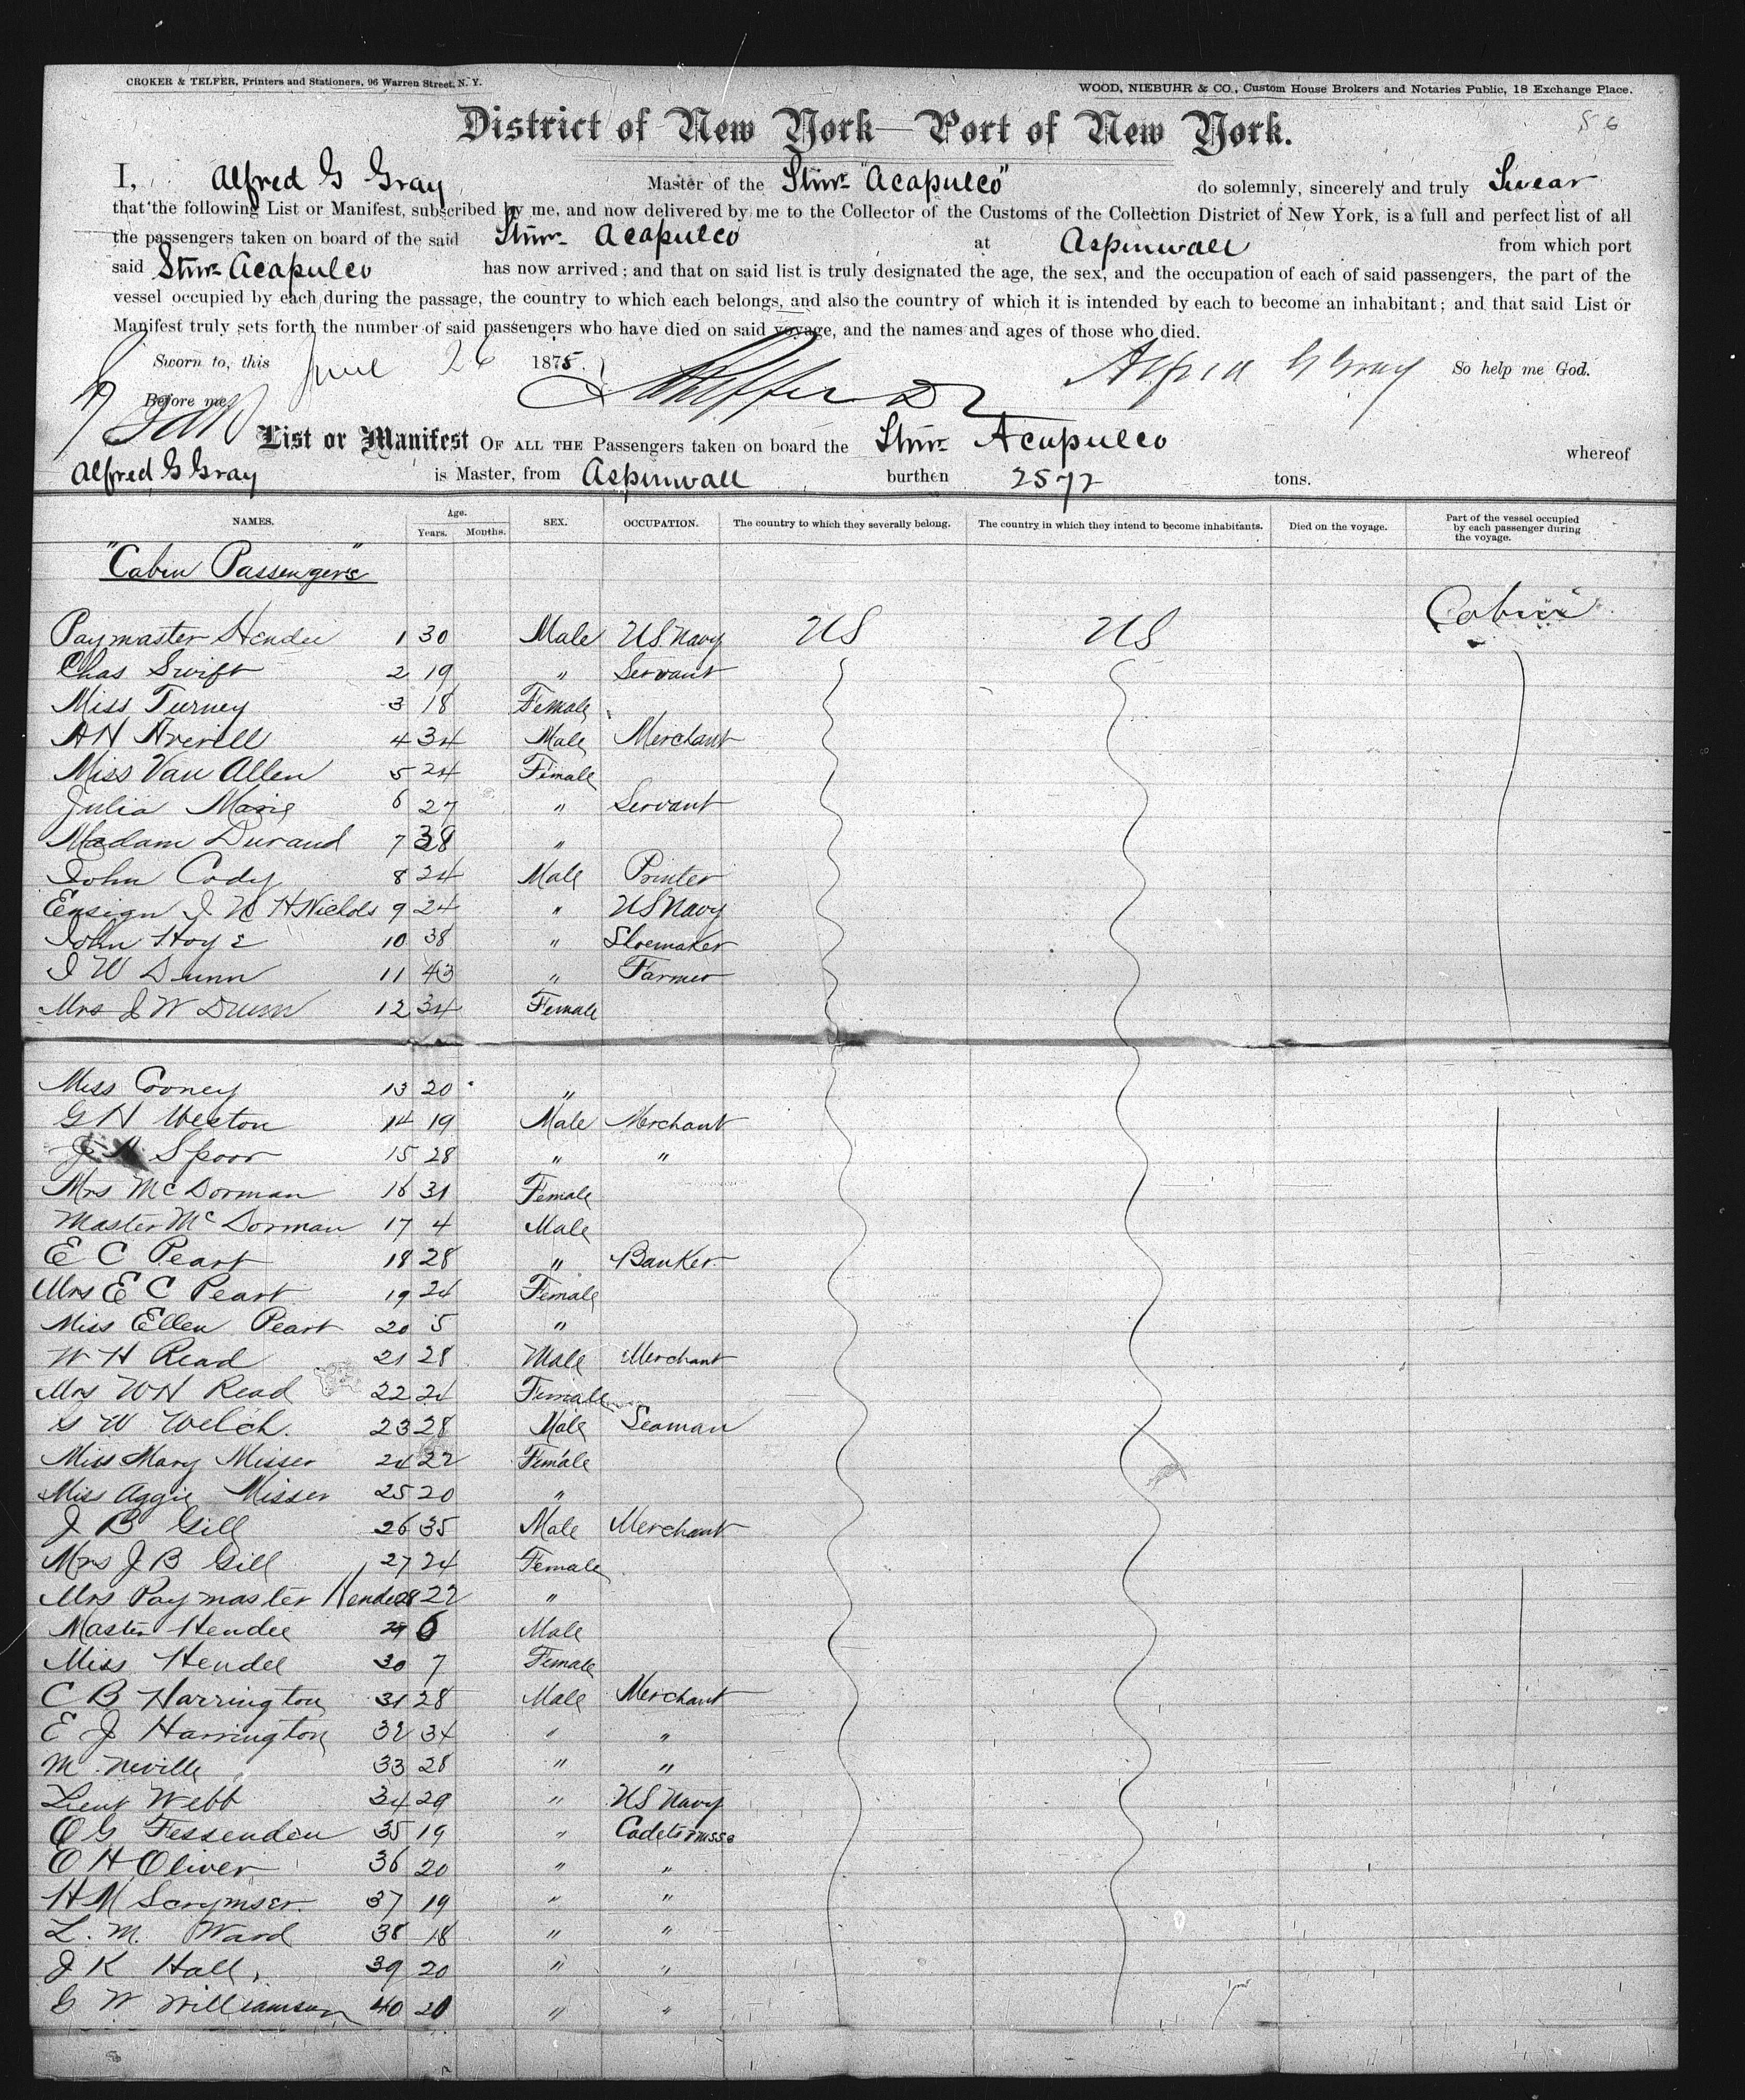 CROKER & TELFER, Printers and Stationers, 96 Warren Street, N. Y.
WOOD, NIEBUHR & CO., Custom House Brokers and Notaries Public, 18 Exchange Place.
56
District of New York—Port of New York.
I, Alfred G Gray Master of the Stmr "Acapulco" do solemnly, sincerely and truly Swear
that the following List or Manifest, subscribed by me, and now delivered by me to the Collector of the Customs of the Collection District of New York, is a full and perfect list of all
the passengers taken on board of the said Stmr Acapulco at Aspinwall from which port
said Stmr Acapulco has now arrived; and that on said list is truly designated the age, the sex, and the occupation of each of said passengers, the part of the
vessel occupied by each during the passage, the country to which each belongs, and also the country of which it is intended by each to become an inhabitant; and that said List or
Manifest truly sets forth the number of said passengers who have died on said voyage, and the names and ages of those who died.
Sworn to, this June 26 1875. Alfred G Gray So help me God.
Before me,
List or Manifest OF ALL THE Passengers taken on board the Stmr Acapulco whereof
Alfred G Gray is Master, from Aspinwall burthen 2572 tons.
NAMES. Age. Years. Months. SEX. OCCUPATION. The country to which they severally belong. The country in which they intend to become inhabitants. Died on the voyage. Part of the vessel occupied by each passenger during the voyage.
"Cabin Passengers"
Paymaster Hendee 1 30 Male US Navy US US Cabin
Chas Swift 2 19 " Servant
Miss Turney 3 18 Female
A H Averill 4 34 Male Merchant
Miss Van Allen 5 24 Female
Julia Marie 6 27 " Servant
Madam Durand 7 38 "
John Cody 8 24 Male Printer
Ensign J W H Nichols 9 24 " US Navy
John Hoye 10 38 " Shoemaker
J W Dunn 11 43 " Farmer
Mrs J W Dunn 12 34 Female
Miss Cooney 13 20 "
G H Weston 14 19 Male Merchant
Spoor 15 28 " "
Mrs McDorman 16 31 Female
Master McDorman 17 4 Male
E C Peart 18 28 " Banker
Mrs E C Peart 19 24 Female
Miss Ellen Peart 20 5 "
W H Read 21 28 Male Merchant
Mrs W H Read 22 24 Female
G W Welch. 23 28 Male Seaman
Miss Mary Misser 24 22 Female
Miss Aggie Misser 25 20 "
J B Gill 26 35 Male Merchant
Mrs J B Gill 27 24 Female
Mrs Paymaster Hendee 28 22 "
Master Hendee 29 6 Male
Miss Hendee 30 7 Female
C B Harrington 31 28 Male Merchant
E J Harrington 32 34 " "
M Neville 33 28 " "
Lieut Webb 34 29 " US Navy
O G Fessenden 35 19 "
E H Oliver 36 20 " "
H M Scrymser 37 19 " "
L. M. Ward 38 18 " "
J K Hall 39 20 " "
G W Williamson 40 20 " "